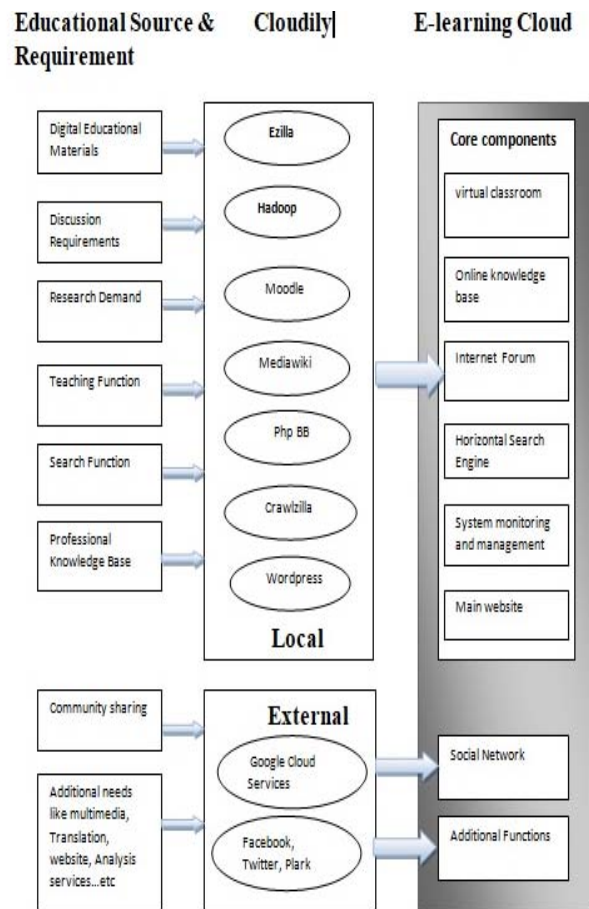 Educational Source &
Requirement
Cloudily
E-learning Cloud
Digital Educational
Materials
Discussion
Requirements
Research Demand
Teaching Function
Search Function
Professional
Knowledge Base
Ezilla
Hadoop
Moodle
Mediawiki
Php BB
Crawlzilla
Wordpress
Local
Core components
virtual classroom
Online knowledge
base
Internet Forum
Horizontal Search
Engine
System monitoring
and management
Main website
Community sharing
Additional needs
like multimedia,
Translation,
website, Analysis
services...etc
External
Google Cloud
Services
Facebook,
Twitter, Plark
Social Network
Additional Functions